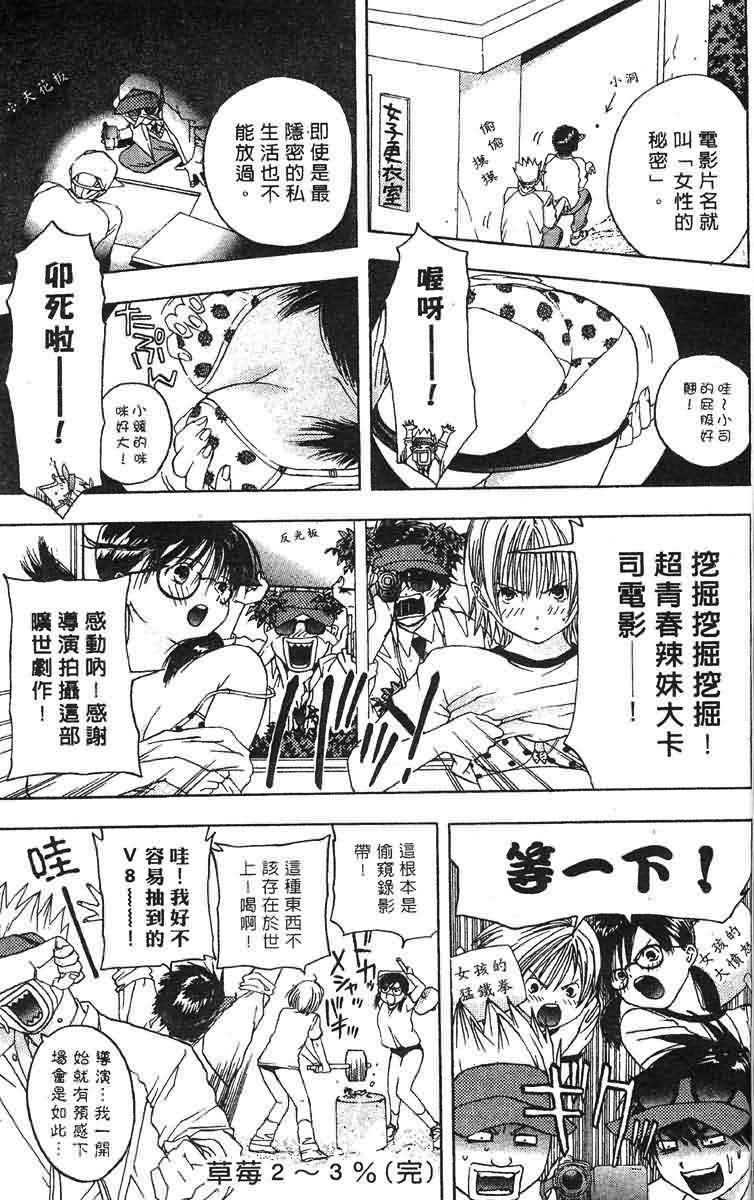 電影片名就
叫「女性的
秘密」。
小洞
偷偷
摸摸
女子更衣室
天花板
即使是最
隱密的私
生活也不
能放過。
哇～小司
的屁股好
翹！
喔呀──！
小綾的咪
咪好大！
卯死啦──！
挖掘挖掘挖掘！
超青春辣妹大卡
司電影──！
反光板
感動吶！感謝
導演拍攝這部
曠世劇作！
等一下！
女孩的
女孩的
猛鐵拳
這根本是
偷窺錄影
帶！
這種東西不
該存在於世
上！喝啊！
哇！我好不
容易抽到的
V8～～～！
哇──！
導演…我一開
始就有預感下
場會是如此…
草莓2～3％(完)